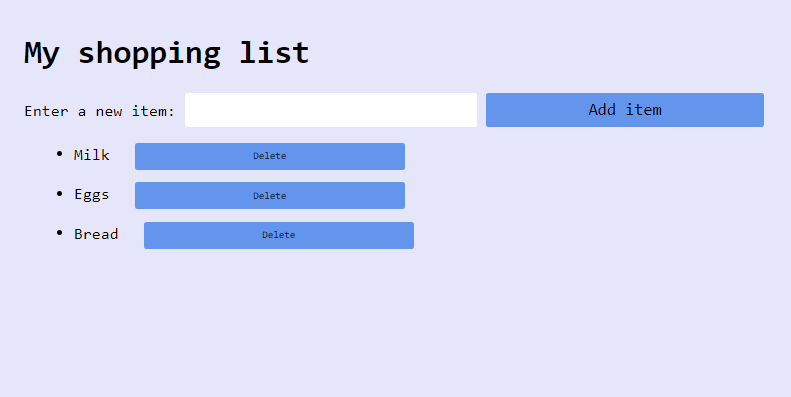 My shopping list
Enter a new item: Add item
• Milk Delete
• Eggs Delete
• Bread Delete